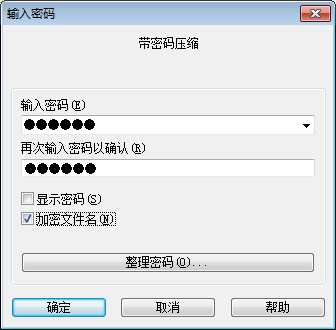 输入密码
带密码压缩
输入密码(E)
●●●●●●
再次输入密码以确认(R)
●●●●●●
显示密码(S)
加密文件名(N)
整理密码(O)...
确定
取消
帮助